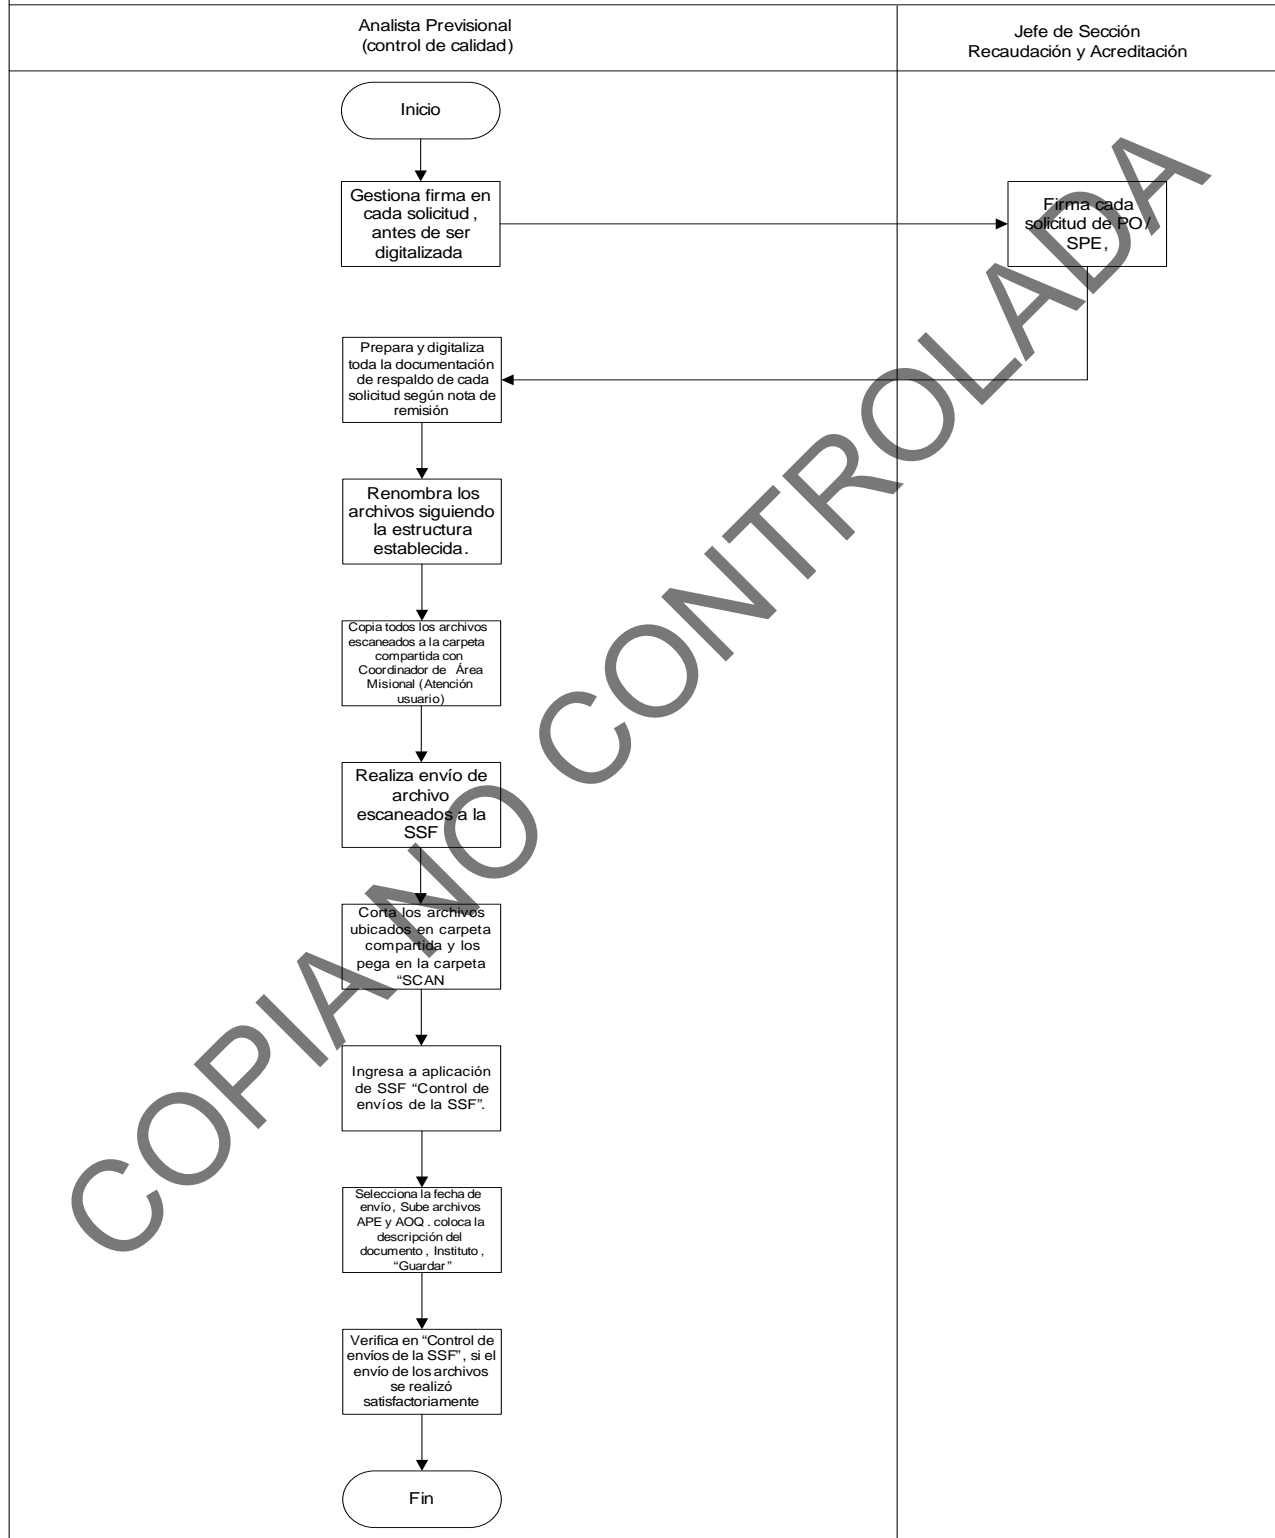 Analista Previsional
(control de calidad)
Jefe de Sección
Recaudación y Acreditación
Inicio
Gestiona firma en
cada solicitud,
antes de ser
digitalizada
Firma cada
solicitud de PO/
SPE,
Prepara y digitaliza
toda la documentación
de respaldo de cada
solicitud según nota de
remisión
Renombra los
archivos siguiendo
la estructura
establecida.
Copia todos los archivos
escaneados a la carpeta
compartida con
Coordinador de Área
Misional (Atención
usuario)
Realiza envío de
archivo
escaneados a la
SSF
Corta los archivos
ubicados en carpeta
compartida y los
pega en la carpeta
“SCAN
Ingresa a aplicación
de SSF “Control de
envíos de la SSF”.
Selecciona la fecha de
envío, Sube archivos
APE y AOQ. coloca la
descripción del
documento, Instituto,
“Guardar”
Verifica en “Control de
envíos de la SSF”, si el
envío de los archivos
se realizó
satisfactoriamente
Fin
COPIA NO CONTROLADA